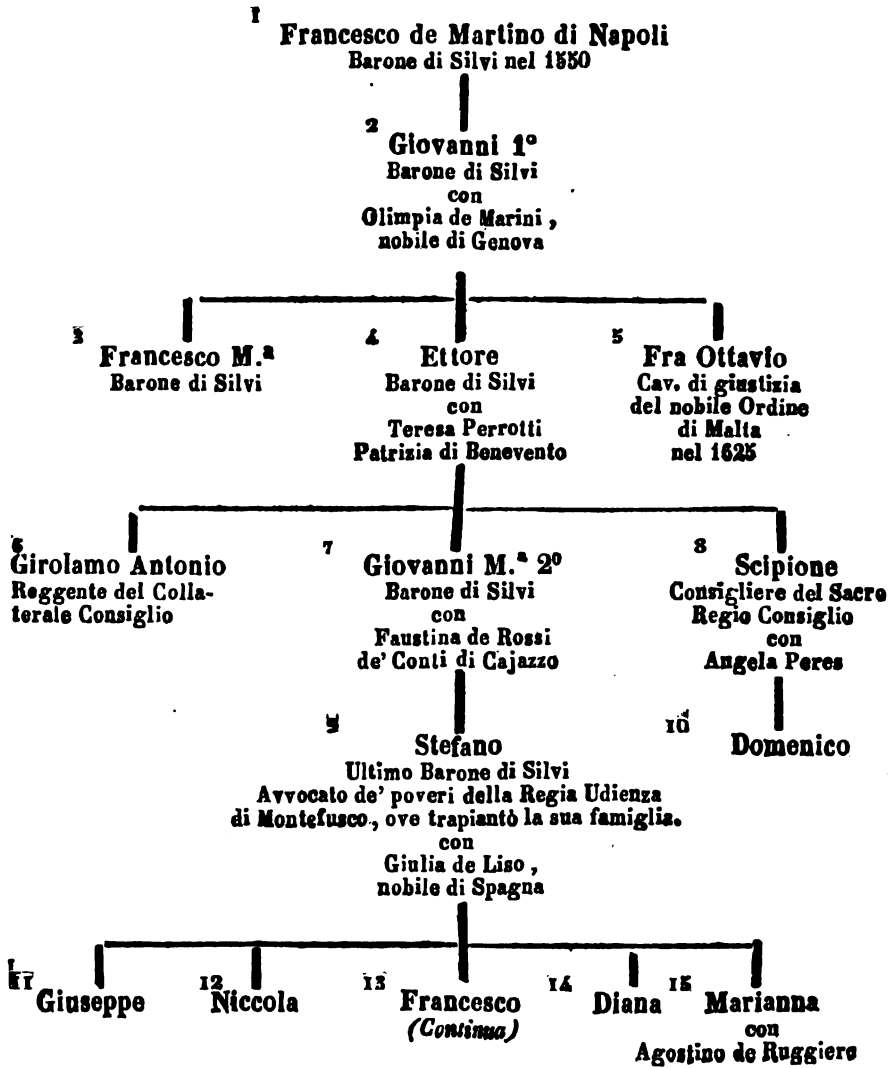 1
Francesco de Martino di Napoli
Barone di Silvi nel 1550
2
Giovanni 1º
Barone di Silvi
con
Olimpia de Marini,
nobile di Genova
3
Francesco M.ª
Barone di Silvi
4
Ettore
Barone di Silvi
con
Teresa Perrotti
Patrizia di Benevento
5
Fra Ottavio
Cav. di giustizia
del nobile Ordine
di Malta
nel 1625
6
Girolamo Antonio
Reggente del Colla-
terale Consiglio
7
Giovanni M.ª 2º
Barone di Silvi
con
Faustina de Rossi
de' Conti di Cajazzo
8
Scipione
Consigliere del Sacro
Regio Consiglio
con
Angela Peres
9
Stefano
Ultimo Barone di Silvi
Avvocato de' poveri della Regia Udienza
di Montefusco, ove trapiantò la sua famiglia.
con
Giulia de Liso,
nobile di Spagna
10
Domenico
11
Giuseppe
12
Niccola
13
Francesco
(Continua)
14
Diana
15
Marianna
con
Agostino de Ruggiero